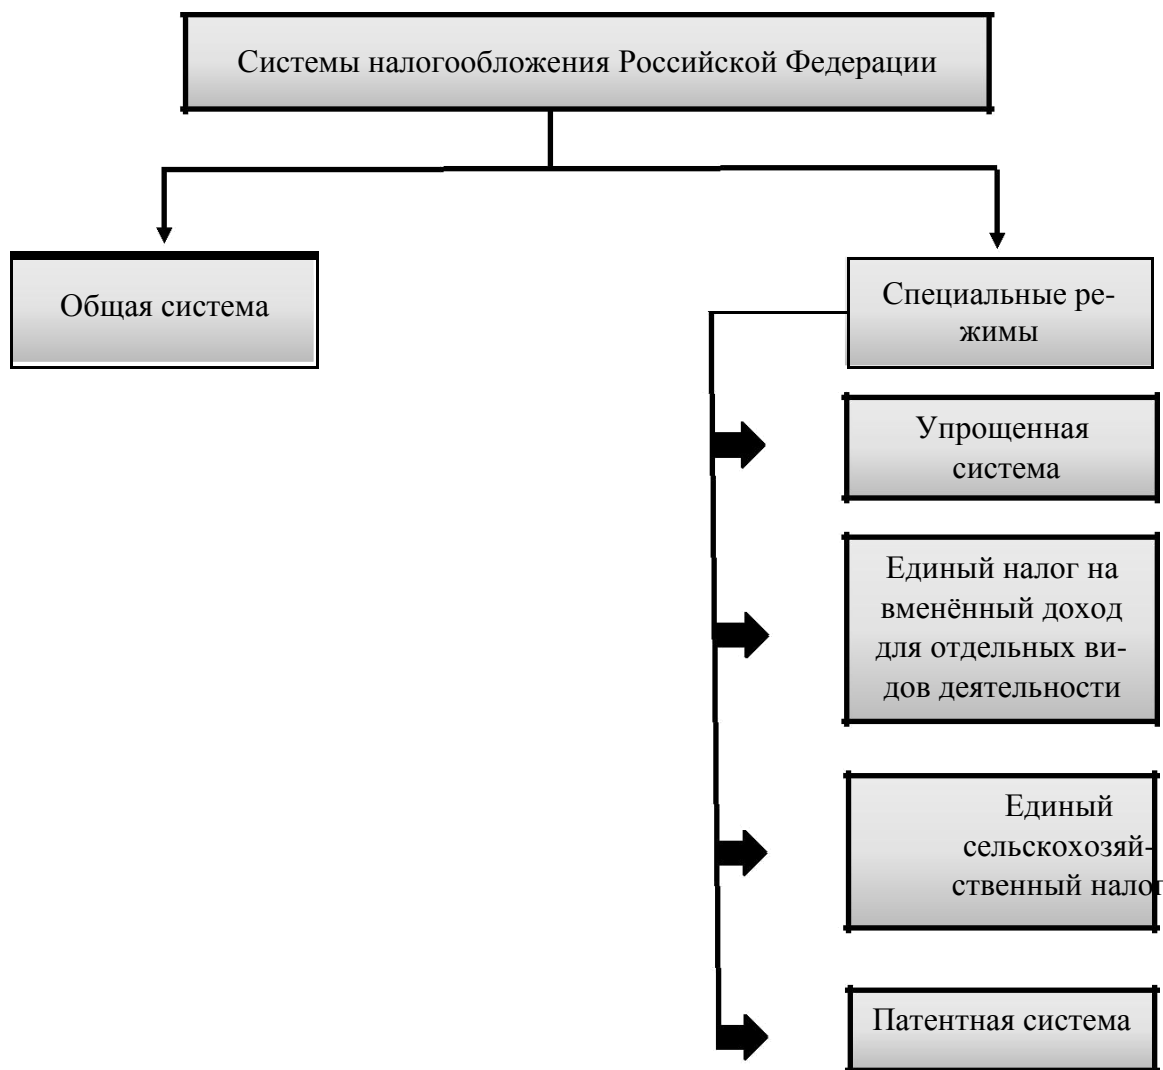 Системы налогообложения Российской Федерации
Общая система
Специальные ре-
жимы
Упрощенная
система
Единый налог на
вменённый доход
для отдельных ви-
дов деятельности
Единый
сельскохозяй-
ственный налог
Патентная система